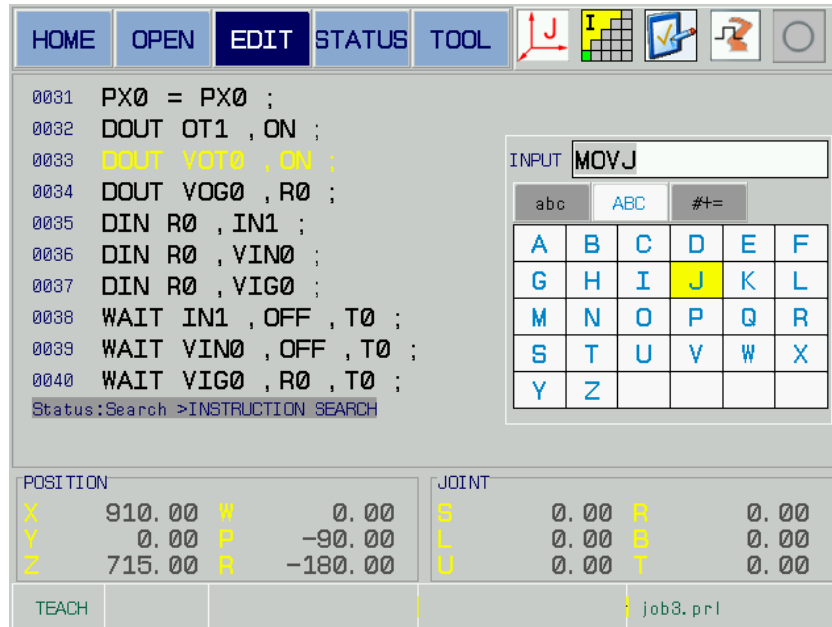 HOME OPEN EDIT STATUS TOOL J I
0031 PX0 = PX0 ;
0032 DOUT OT1 , ON ;
0033 DOUT VOT0 , ON ;
0034 DOUT VOG0 , R0 ;
0035 DIN R0 , IN1 ;
0036 DIN R0 , VIN0 ;
0037 DIN R0 , VIG0 ;
0038 WAIT IN1 , OFF , T0 ;
0039 WAIT VIN0 , OFF , T0 ;
0040 WAIT VIG0 , R0 , T0 ;
Status:Search >INSTRUCTION SEARCH
INPUT MOVJ
abc ABC #+=
A B C D E F
G H I J K L
M N O P Q R
S T U V W X
Y Z
POSITION
X 910.00 W 0.00
Y 0.00 P -90.00
Z 715.00 R -180.00
JOINT
S 0.00 R 0.00
L 0.00 B 0.00
U 0.00 T 0.00
TEACH job3.prl